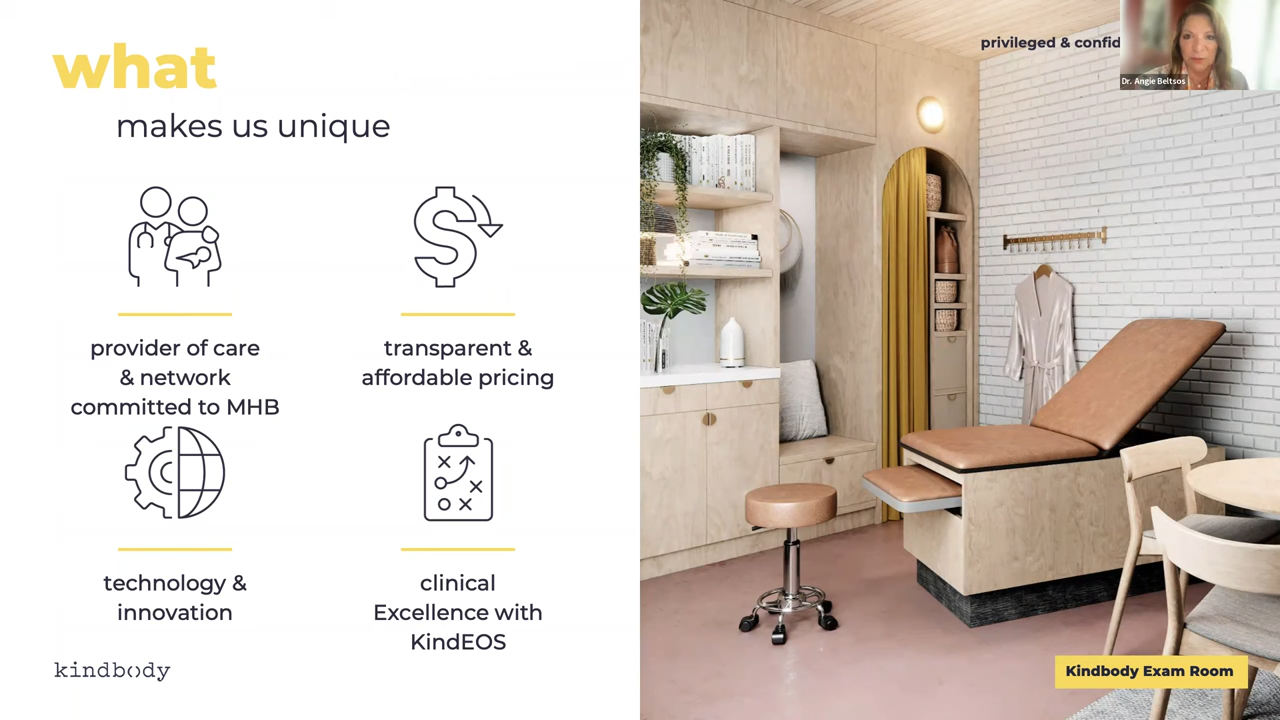 what
makes us unique
provider of care
& network
committed to MHB
transparent &
affordable pricing
technology &
innovation
clinical
Excellence with
KindEOS
kindbody
privileged & confid
Dr. Angie Beltsos
Kindbody Exam Room